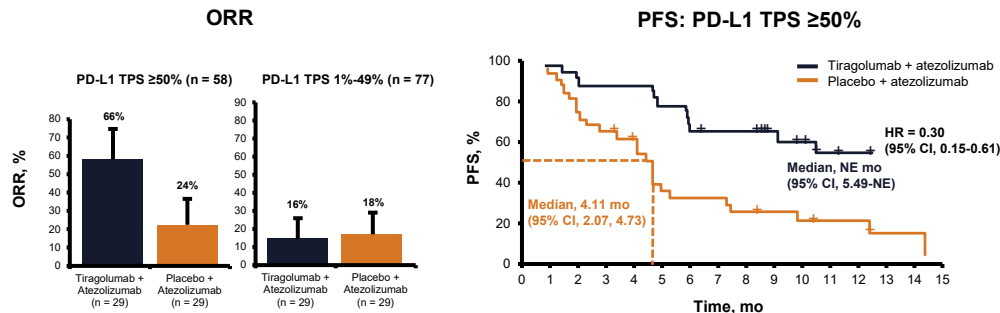 ORR
PD-L1 TPS ≥50% (n = 58)
PD-L1 TPS 1%-49% (n = 77)
ORR, %
80
70
60
50
40
30
20
10
0
66%
24%
Tiragolumab +
Atezolizumab
(n = 29)
Placebo +
Atezolizumab
(n = 29)
90
80
70
60
50
40
30
20
10
0
16%
18%
Tiragolumab +
Atezolizumab
(n = 29)
Placebo +
Atezolizumab
(n = 29)
PFS: PD-L1 TPS ≥50%
Tiragolumab + atezolizumab
Placebo + atezolizumab
PFS, %
100
80
60
40
20
0
HR = 0.30
(95% CI, 0.15-0.61)
Median, NE mo
(95% CI, 5.49-NE)
Median, 4.11 mo
(95% CI, 2.07, 4.73)
0 1 2 3 4 5 6 7 8 9 10 11 12 13 14 15
Time, mo